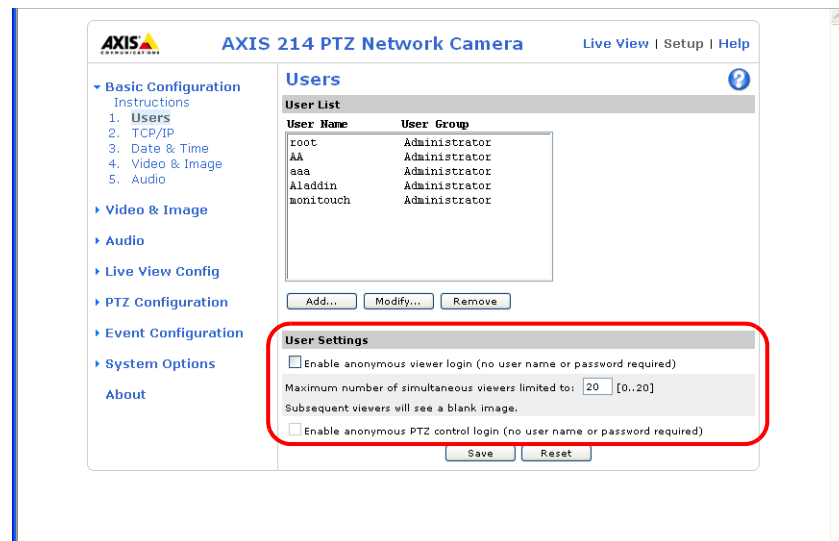 AXIS
COMMUNICATIONS
AXIS 214 PTZ Network Camera
Live View | Setup | Help
Basic Configuration
Instructions
1. Users
2. TCP/IP
3. Date & Time
4. Video & Image
5. Audio
Video & Image
Audio
Live View Config
PTZ Configuration
Event Configuration
System Options
About
Users
?
User List
User Name User Group
root Administrator
AA Administrator
aaa Administrator
Aladdin Administrator
monitouch Administrator
Add... Modify... Remove
User Settings
Enable anonymous viewer login (no user name or password required)
Maximum number of simultaneous viewers limited to: 20 [0..20]
Subsequent viewers will see a blank image.
Enable anonymous PTZ control login (no user name or password required)
Save Reset